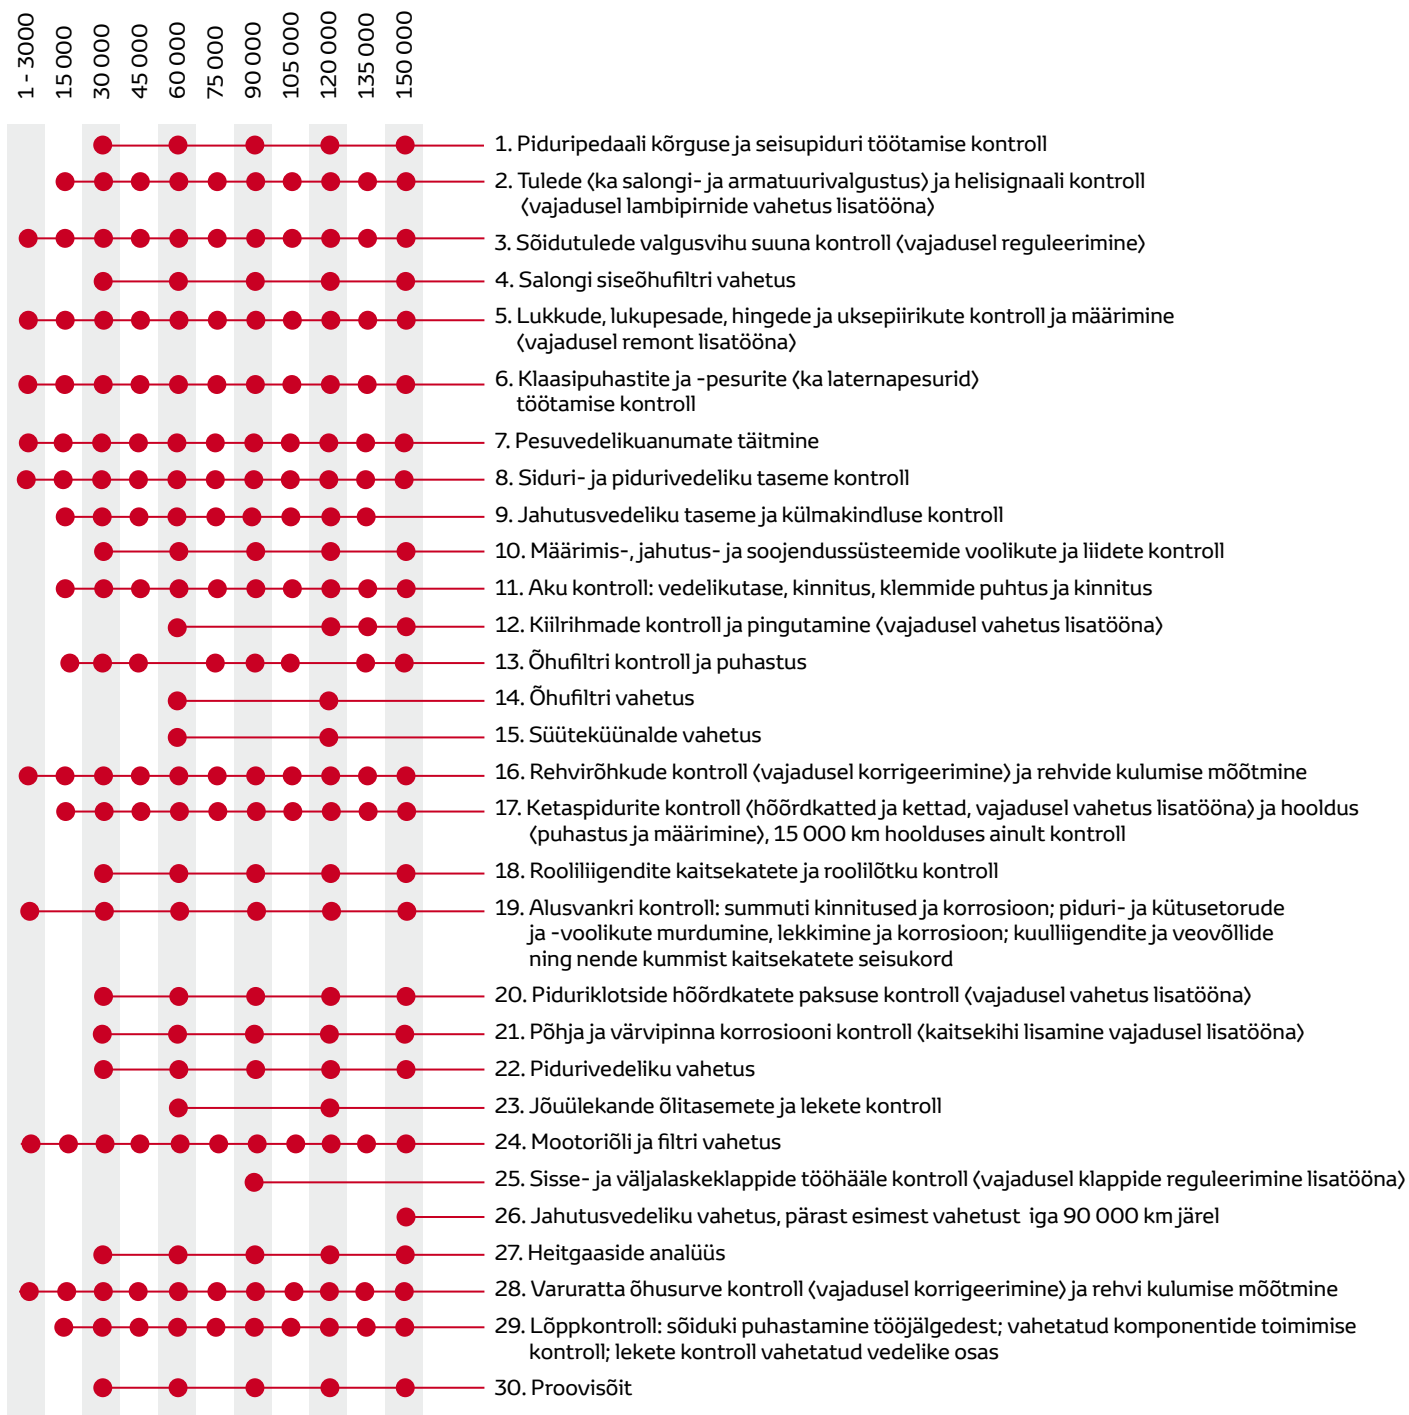 1 - 3000
15 000
30 000
45 000
60 000
75 000
90 000
105 000
120 000
135 000
150 000
1. Piduripedaali kõrguse ja seisupiduri töötamise kontroll
2. Tulede (ka salongi- ja armatuurivalgustus) ja helisignaali kontroll
(vajadusel lambipirnide vahetus lisatööna)
3. Sõidutulede valgusvihu suuna kontroll (vajadusel reguleerimine)
4. Salongi siseõhufiltri vahetus
5. Lukkude, lukupesade, hingede ja uksepiirikute kontroll ja määrimine
(vajadusel remont lisatööna)
6. Klaasipuhastite ja -pesurite (ka laternapesurid)
töötamise kontroll
7. Pesuvedelikuanumate täitmine
8. Siduri- ja pidurivedeliku taseme kontroll
9. Jahutusvedeliku taseme ja külmakindluse kontroll
10. Määrimis-, jahutus- ja soojendussüsteemide voolikute ja liidete kontroll
11. Aku kontroll: vedelikutase, kinnitus, klemmide puhtus ja kinnitus
12. Kiilrihmade kontroll ja pingutamine (vajadusel vahetus lisatööna)
13. Õhufiltri kontroll ja puhastus
14. Õhufiltri vahetus
15. Süüteküünalde vahetus
16. Rehvirõhkude kontroll (vajadusel korrigeerimine) ja rehvide kulumise mõõtmine
17. Ketaspidurite kontroll (hõõrdkatted ja kettad, vajadusel vahetus lisatööna) ja hooldus
(puhastus ja määrimine), 15 000 km hoolduses ainult kontroll
18. Rooliliigendite kaitsekatete ja roolilõtku kontroll
19. Alusvankri kontroll: summuti kinnitused ja korrosioon; piduri- ja kütusetorude
ja -voolikute murdumine, lekkimine ja korrosioon; kuulliigendite ja veovõllide
ning nende kummist kaitsekatete seisukord
20. Piduriklotside hõõrdkatete paksuse kontroll (vajadusel vahetus lisatööna)
21. Põhja ja värvipinna korrosiooni kontroll (kaitsekihi lisamine vajadusel lisatööna)
22. Pidurivedeliku vahetus
23. Jõuülekande õlitasemete ja lekete kontroll
24. Mootoriõli ja filtri vahetus
25. Sisse- ja väljalaskeklappide tööhääle kontroll (vajadusel klappide reguleerimine lisatööna)
26. Jahutusvedeliku vahetus, pärast esimest vahetust iga 90 000 km järel
27. Heitgaaside analüüs
28. Varuratta õhusurve kontroll (vajadusel korrigeerimine) ja rehvi kulumise mõõtmine
29. Lõppkontroll: sõiduki puhastamine tööjälgedest; vahetatud komponentide toimimise
kontroll; lekete kontroll vahetatud vedelike osas
30. Proovisõit